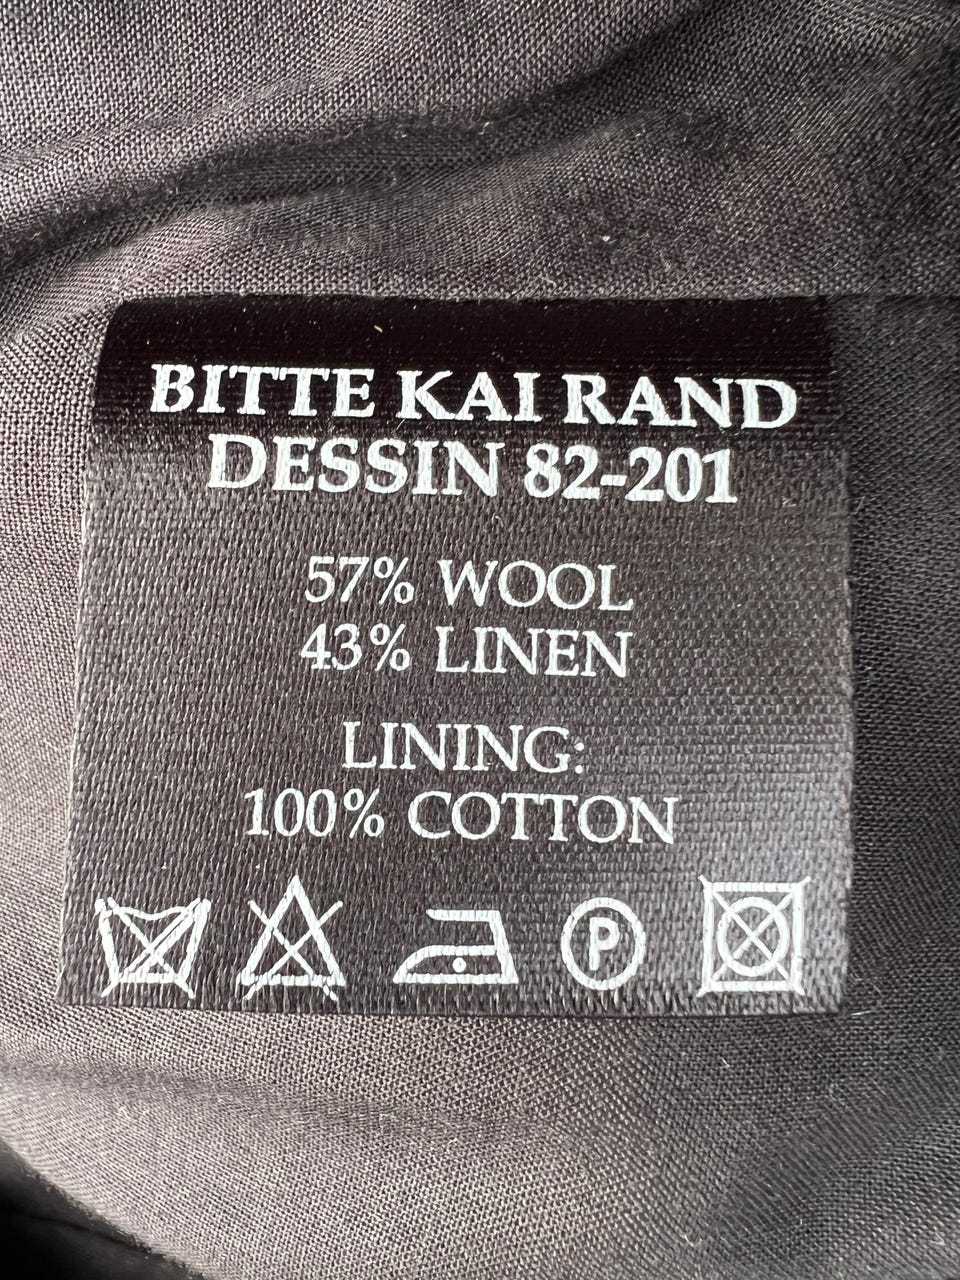 BITTE KAI RAND
DESSIN 82-201
57% WOOL
43% LINEN
LINING:
100% COTTON
P